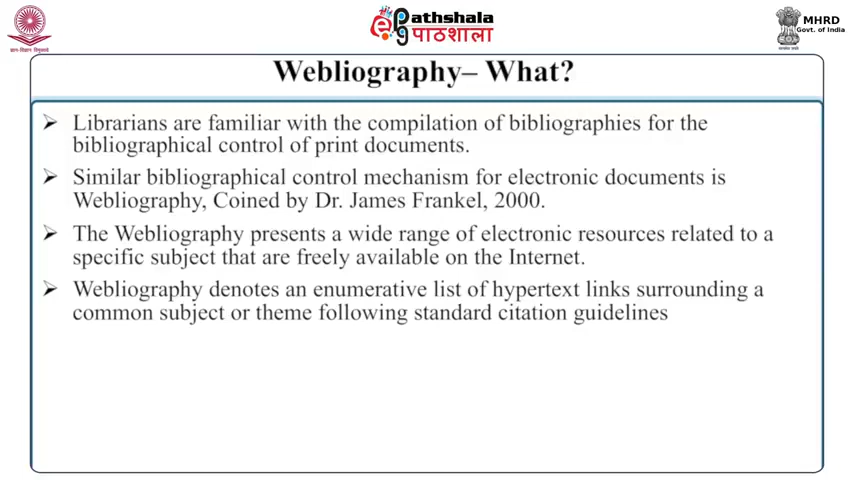 ePathshala
पाठशाला
MHRD
Govt. of India
Webliography– What?
➢ Librarians are familiar with the compilation of bibliographies for the
bibliographical control of print documents.
➢ Similar bibliographical control mechanism for electronic documents is
Webliography, Coined by Dr. James Frankel, 2000.
➢ The Webliography presents a wide range of electronic resources related to a
specific subject that are freely available on the Internet.
➢ Webliography denotes an enumerative list of hypertext links surrounding a
common subject or theme following standard citation guidelines